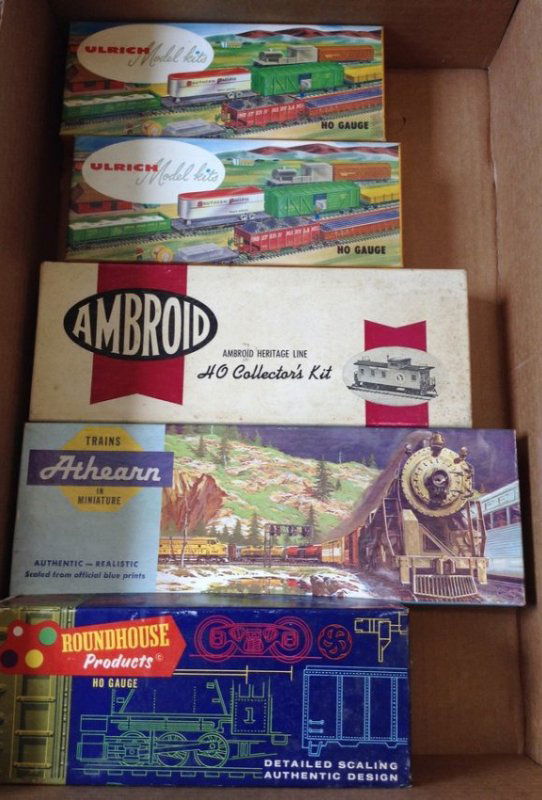 ULRICH Model kits
HO GAUGE
ULRICH Model kits
HO GAUGE
AMBROID
AMBROID HERITAGE LINE
HO Collector's Kit
TRAINS
Athearn
IN
MINIATURE
AUTHENTIC — REALISTIC
Scaled from official blue prints
ROUNDHOUSE
Products ©
HO GAUGE
1
DETAILED SCALING
AUTHENTIC DESIGN